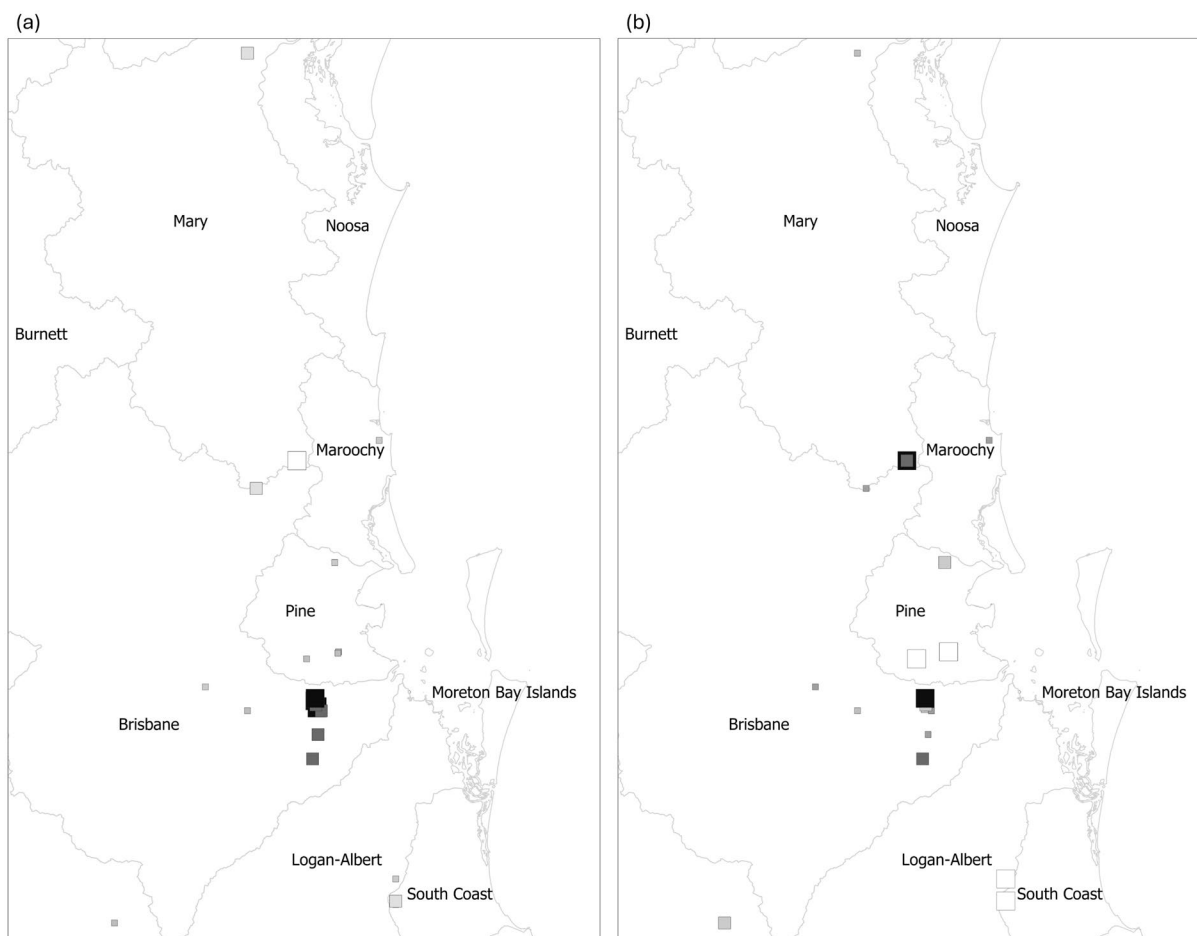 (a)
(b)
Mary
Noosa
Burnett
Maroochy
Pine
Moreton Bay Islands
Brisbane
Logan-Albert
South Coast
Mary
Noosa
Burnett
Maroochy
Pine
Moreton Bay Islands
Brisbane
Logan-Albert
South Coast